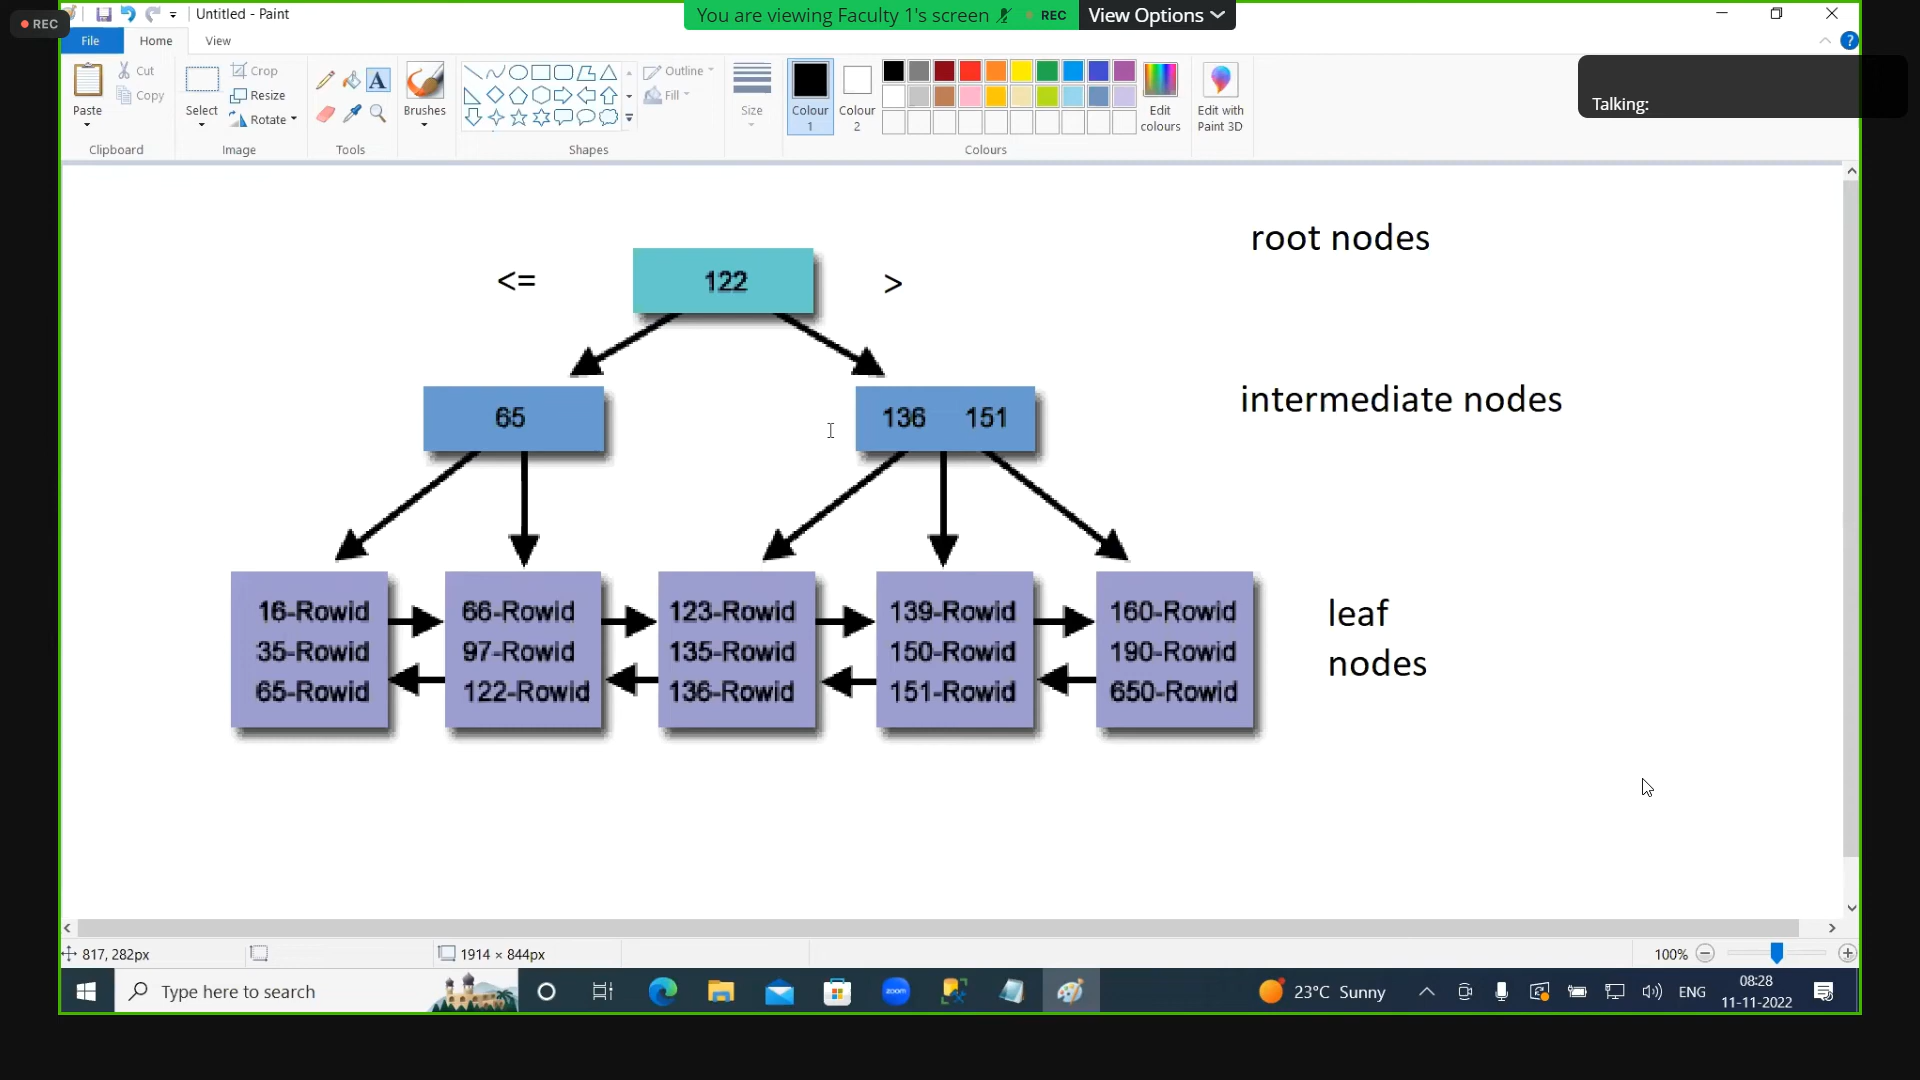 REC
You are viewing Faculty 1's screen REC View Options
Untitled - Paint
File Home View
Paste
Cut
Copy
Clipboard
Select
Crop
Resize
Rotate
Image
A
Tools
Brushes
Shapes
Outline
Fill
Size
Colour
1
Colour
2
Edit
colours
Colours
Edit with
Paint 3D
?
Talking:
root nodes
<= 122 >
intermediate nodes
65
136 151
16-Rowid
35-Rowid
65-Rowid
66-Rowid
97-Rowid
122-Rowid
123-Rowid
135-Rowid
136-Rowid
139-Rowid
150-Rowid
151-Rowid
160-Rowid
190-Rowid
650-Rowid
leaf
nodes
817, 282px
1914 × 844px
100%
Type here to search
zoom
23°C Sunny
ENG
08:28
11-11-2022